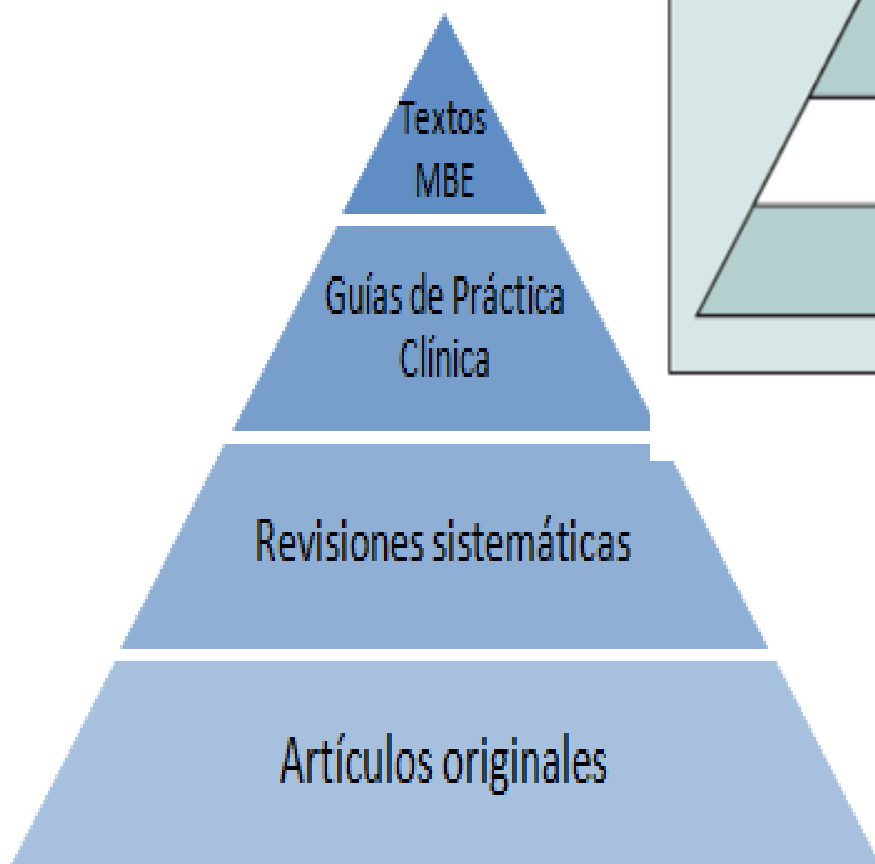 Textos
MBE
Guías de Práctica
Clínica
Revisiones sistemáticas
Artículos originales